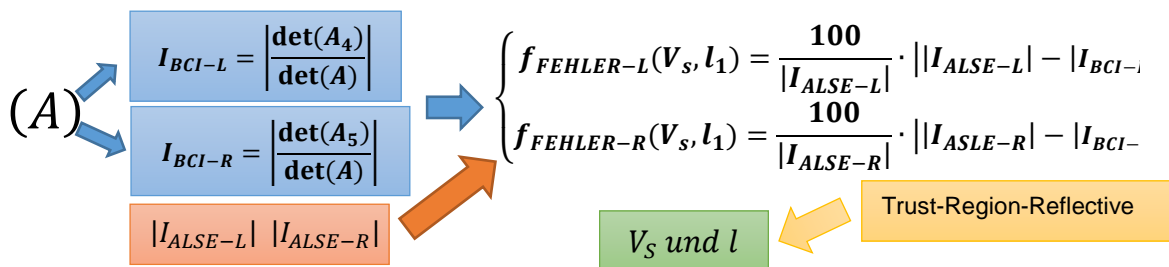 (A)
I_{BCI-L} = |det(A_4)/det(A)|
I_{BCI-R} = |det(A_5)/det(A)|
|I_{ALSE-L}| |I_{ALSE-R}|
f_{FEHLER-L}(V_s, l_1) = 100/|I_{ALSE-L}| · ||I_{ALSE-L}| − |I_{BCI-
f_{FEHLER-R}(V_s, l_1) = 100/|I_{ALSE-R}| · ||I_{ASLE-R}| − |I_{BCI-
Trust-Region-Reflective
V_S und l